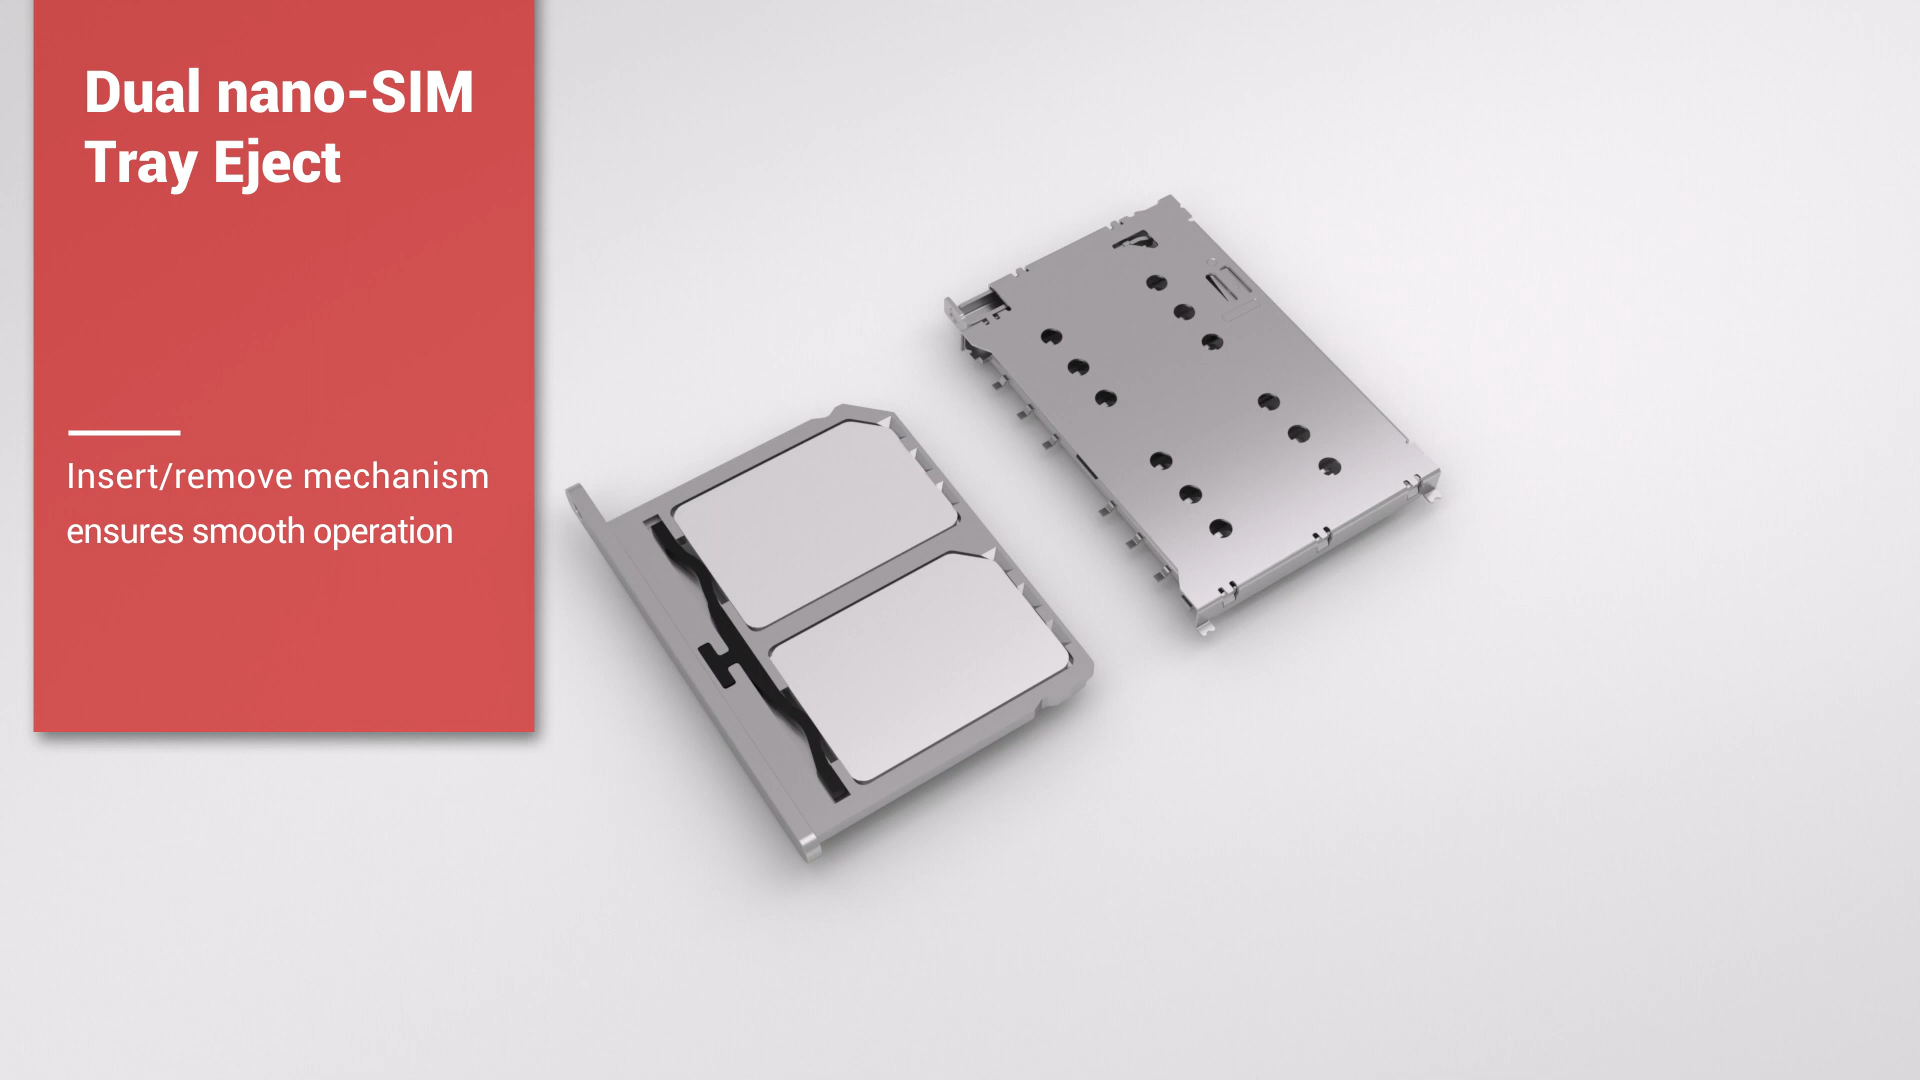 Dual nano-SIM
Tray Eject
Insert/remove mechanism
ensures smooth operation